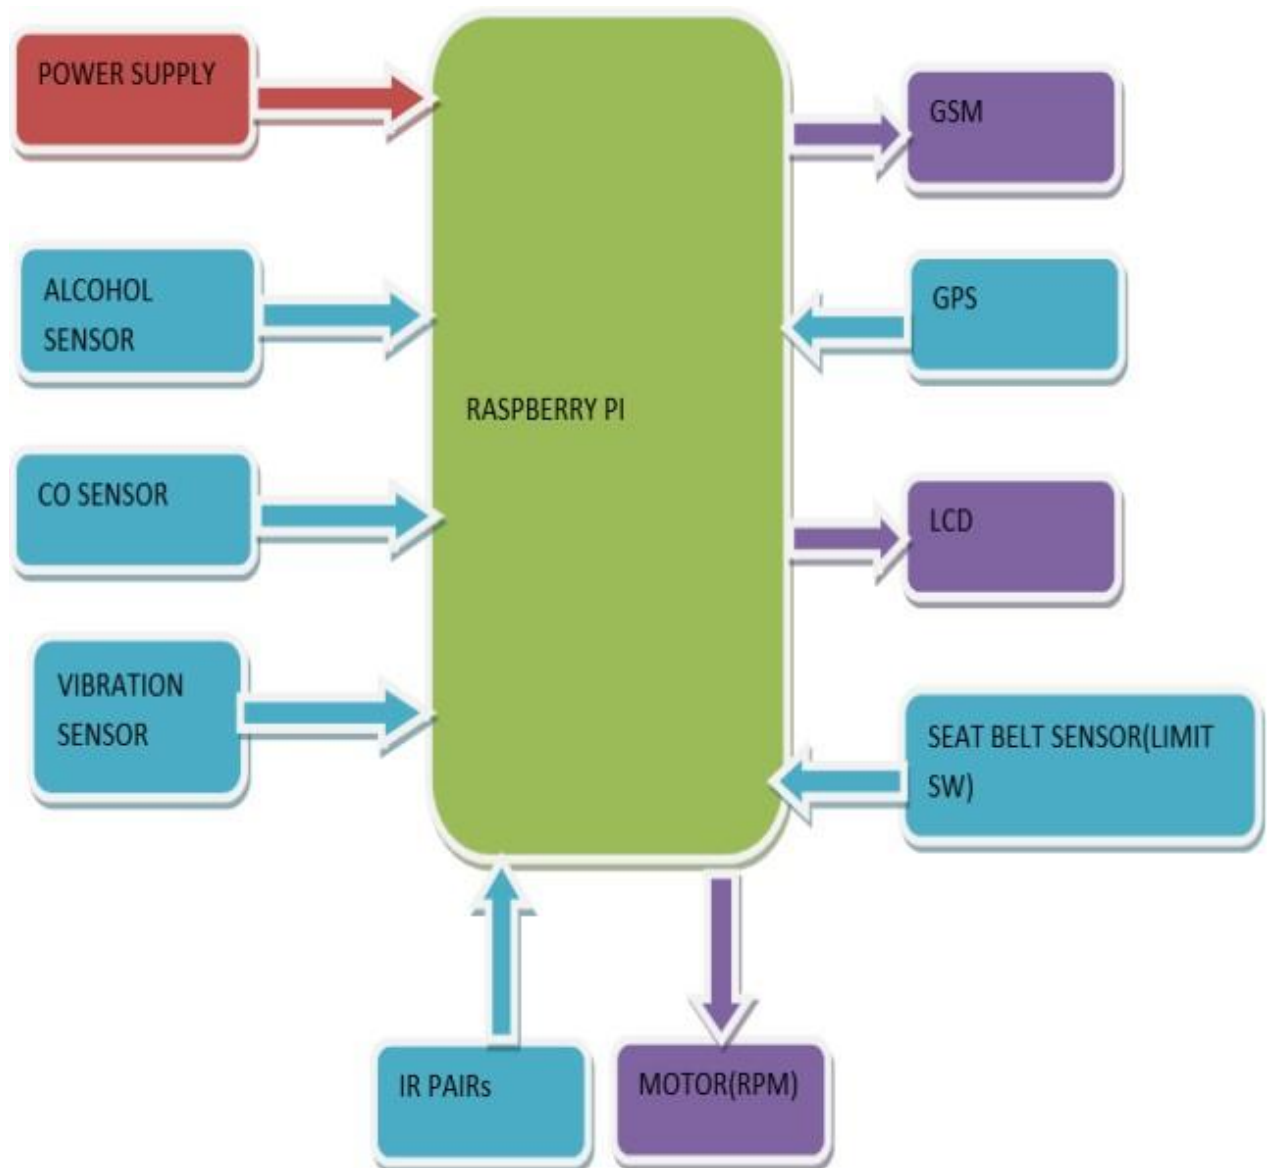 POWER SUPPLY
GSM
ALCOHOL
SENSOR
GPS
RASPBERRY PI
CO SENSOR
LCD
VIBRATION
SENSOR
SEAT BELT SENSOR(LIMIT
SW)
IR PAIRs
MOTOR(RPM)